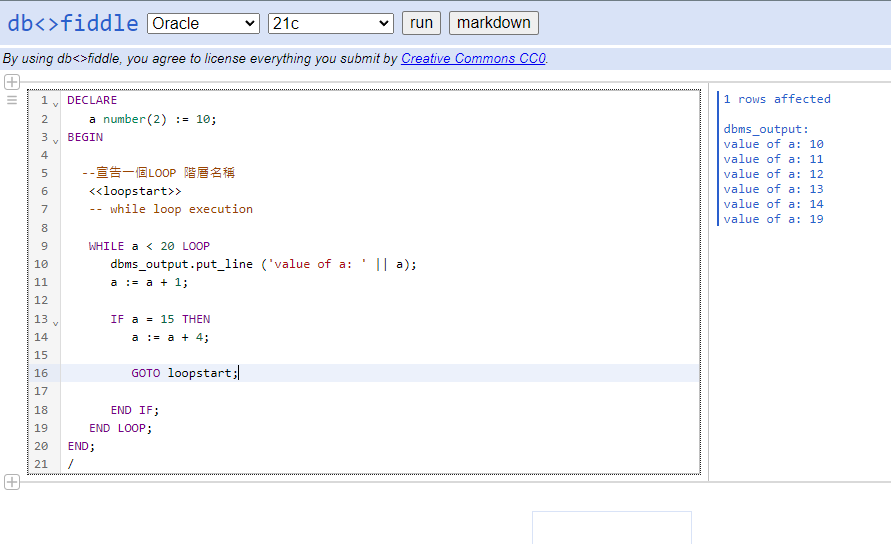 db<>fiddle Oracle 21c run markdown
By using db<>fiddle, you agree to license everything you submit by Creative Commons CC0.
1 DECLARE
2 a number(2) := 10;
3 BEGIN
4
5 --宣告一個LOOP 階層名稱
6 <<loopstart>>
7 -- while loop execution
8
9 WHILE a < 20 LOOP
10 dbms_output.put_line ('value of a: ' || a);
11 a := a + 1;
12
13 IF a = 15 THEN
14 a := a + 4;
15
16 GOTO loopstart;
17
18 END IF;
19 END LOOP;
20 END;
21 /
1 rows affected
dbms_output:
value of a: 10
value of a: 11
value of a: 12
value of a: 13
value of a: 14
value of a: 19